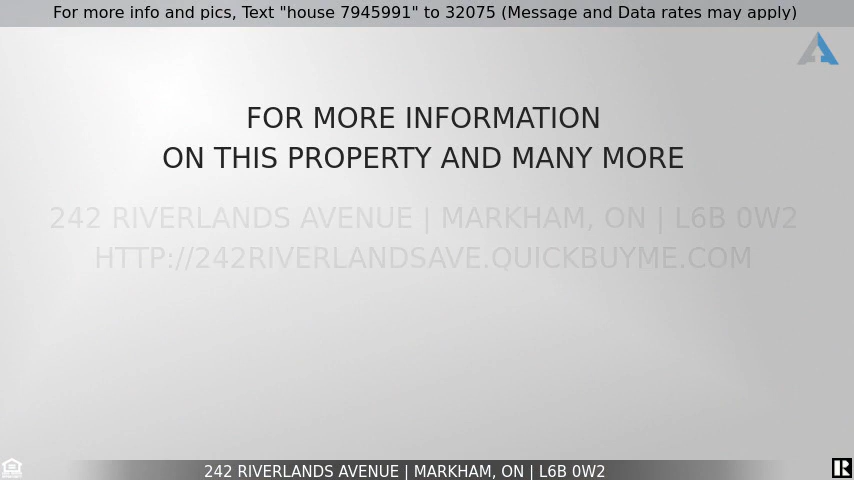 For more info and pics, Text "house 7945991" to 32075 (Message and Data rates may apply)
FOR MORE INFORMATION
ON THIS PROPERTY AND MANY MORE
242 RIVERLANDS AVENUE | MARKHAM, ON | L6B 0W2
HTTP://242RIVERLANDSAVE.QUICKBUYME.COM
242 RIVERLANDS AVENUE | MARKHAM, ON | L6B 0W2